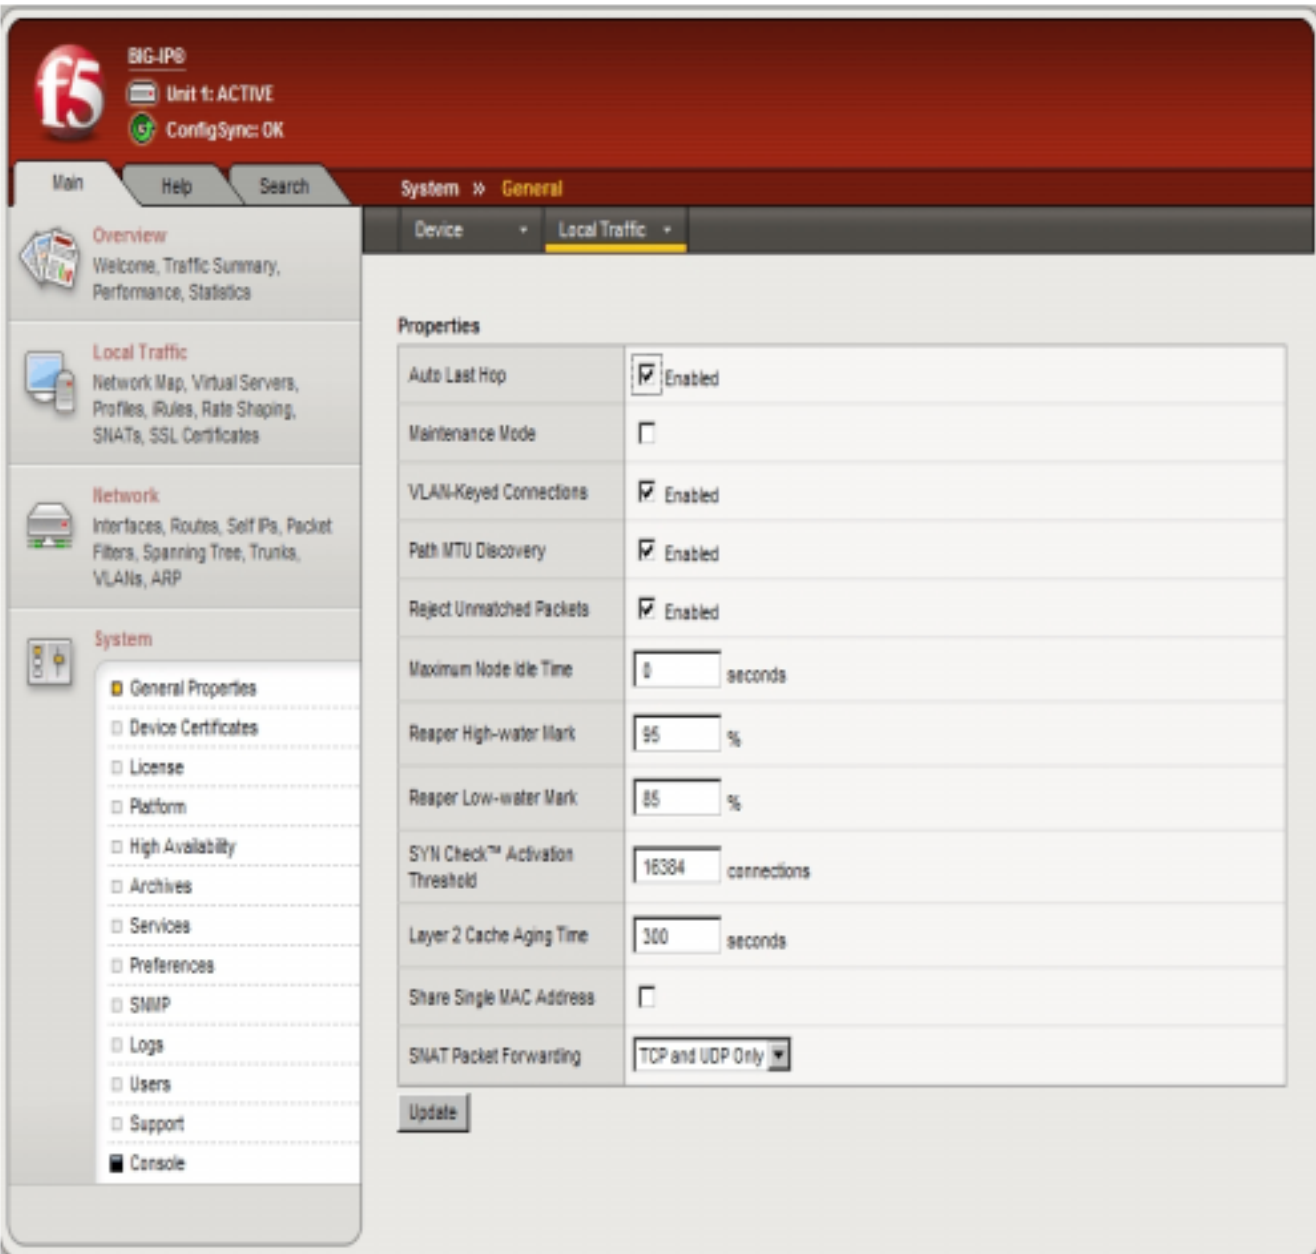 f5
BIG-IP®
Unit 1: ACTIVE
ConfigSync: OK
Main
Help
Search
System » General
Device
Local Traffic
Overview
Welcome, Traffic Summary,
Performance, Statistics
Local Traffic
Network Map, Virtual Servers,
Profiles, iRules, Rate Shaping,
SNATs, SSL Certificates
Network
Interfaces, Routes, Self IPs, Packet
Filters, Spanning Tree, Trunks,
VLANs, ARP
System
General Properties
Device Certificates
License
Platform
High Availability
Archives
Services
Preferences
SNMP
Logs
Users
Support
Console
Properties
Auto Last Hop Enabled
Maintenance Mode
VLAN-Keyed Connections Enabled
Path MTU Discovery Enabled
Reject Unmatched Packets Enabled
Maximum Node Idle Time 0 seconds
Reaper High-water Mark 95 %
Reaper Low-water Mark 85 %
SYN Check™ Activation
Threshold 16384 connections
Layer 2 Cache Aging Time 300 seconds
Share Single MAC Address
SNAT Packet Forwarding TCP and UDP Only
Update